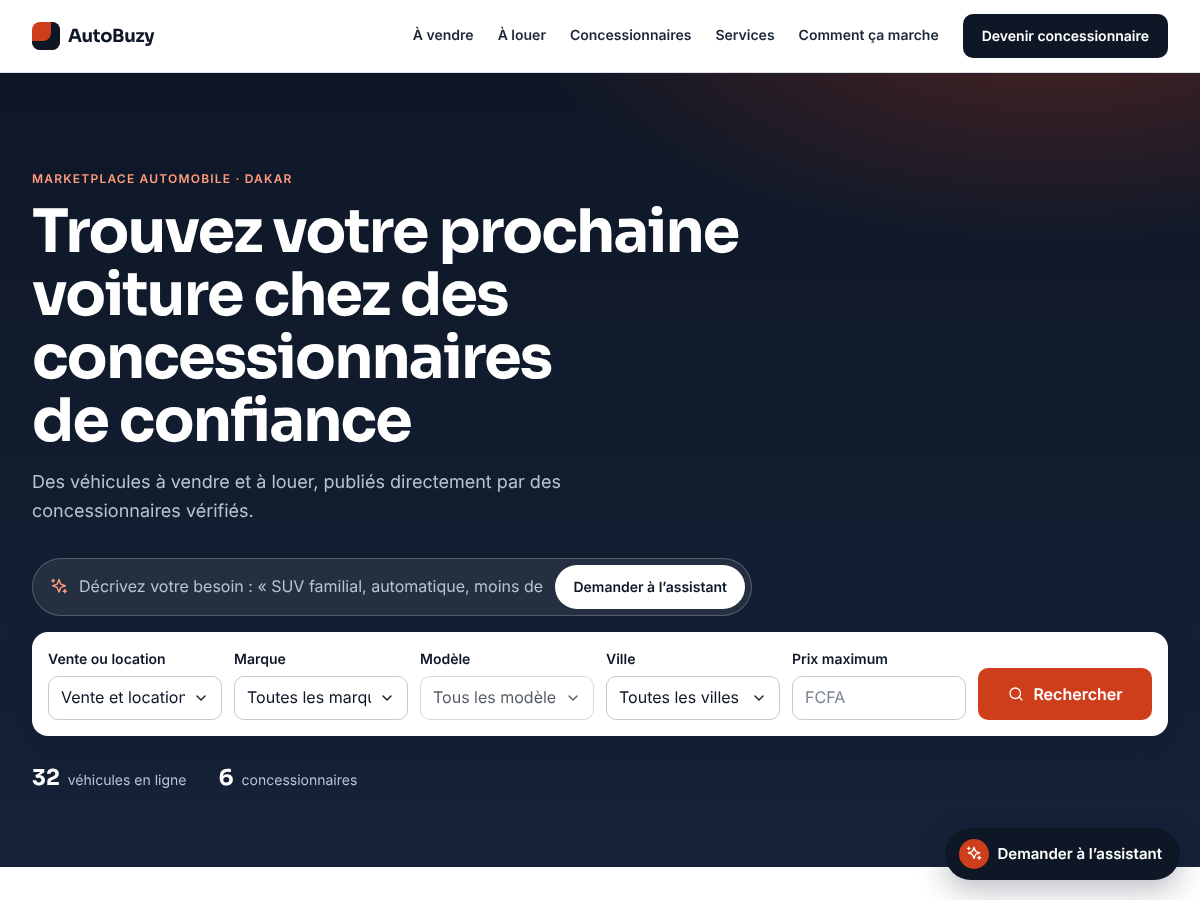 AutoBuzy
À vendre
À louer
Concessionnaires
Services
Comment ça marche
Devenir concessionnaire
MARKETPLACE AUTOMOBILE · DAKAR
Trouvez votre prochaine
voiture chez des
concessionnaires
de confiance
Des véhicules à vendre et à louer, publiés directement par des
concessionnaires vérifiés.
Décrivez votre besoin : « SUV familial, automatique, moins de
Demander à l’assistant
Vente ou location
Marque
Modèle
Ville
Prix maximum
Vente et location
Toutes les marqu
Tous les modèle
Toutes les villes
FCFA
Rechercher
32 véhicules en ligne
6 concessionnaires
Demander à l’assistant